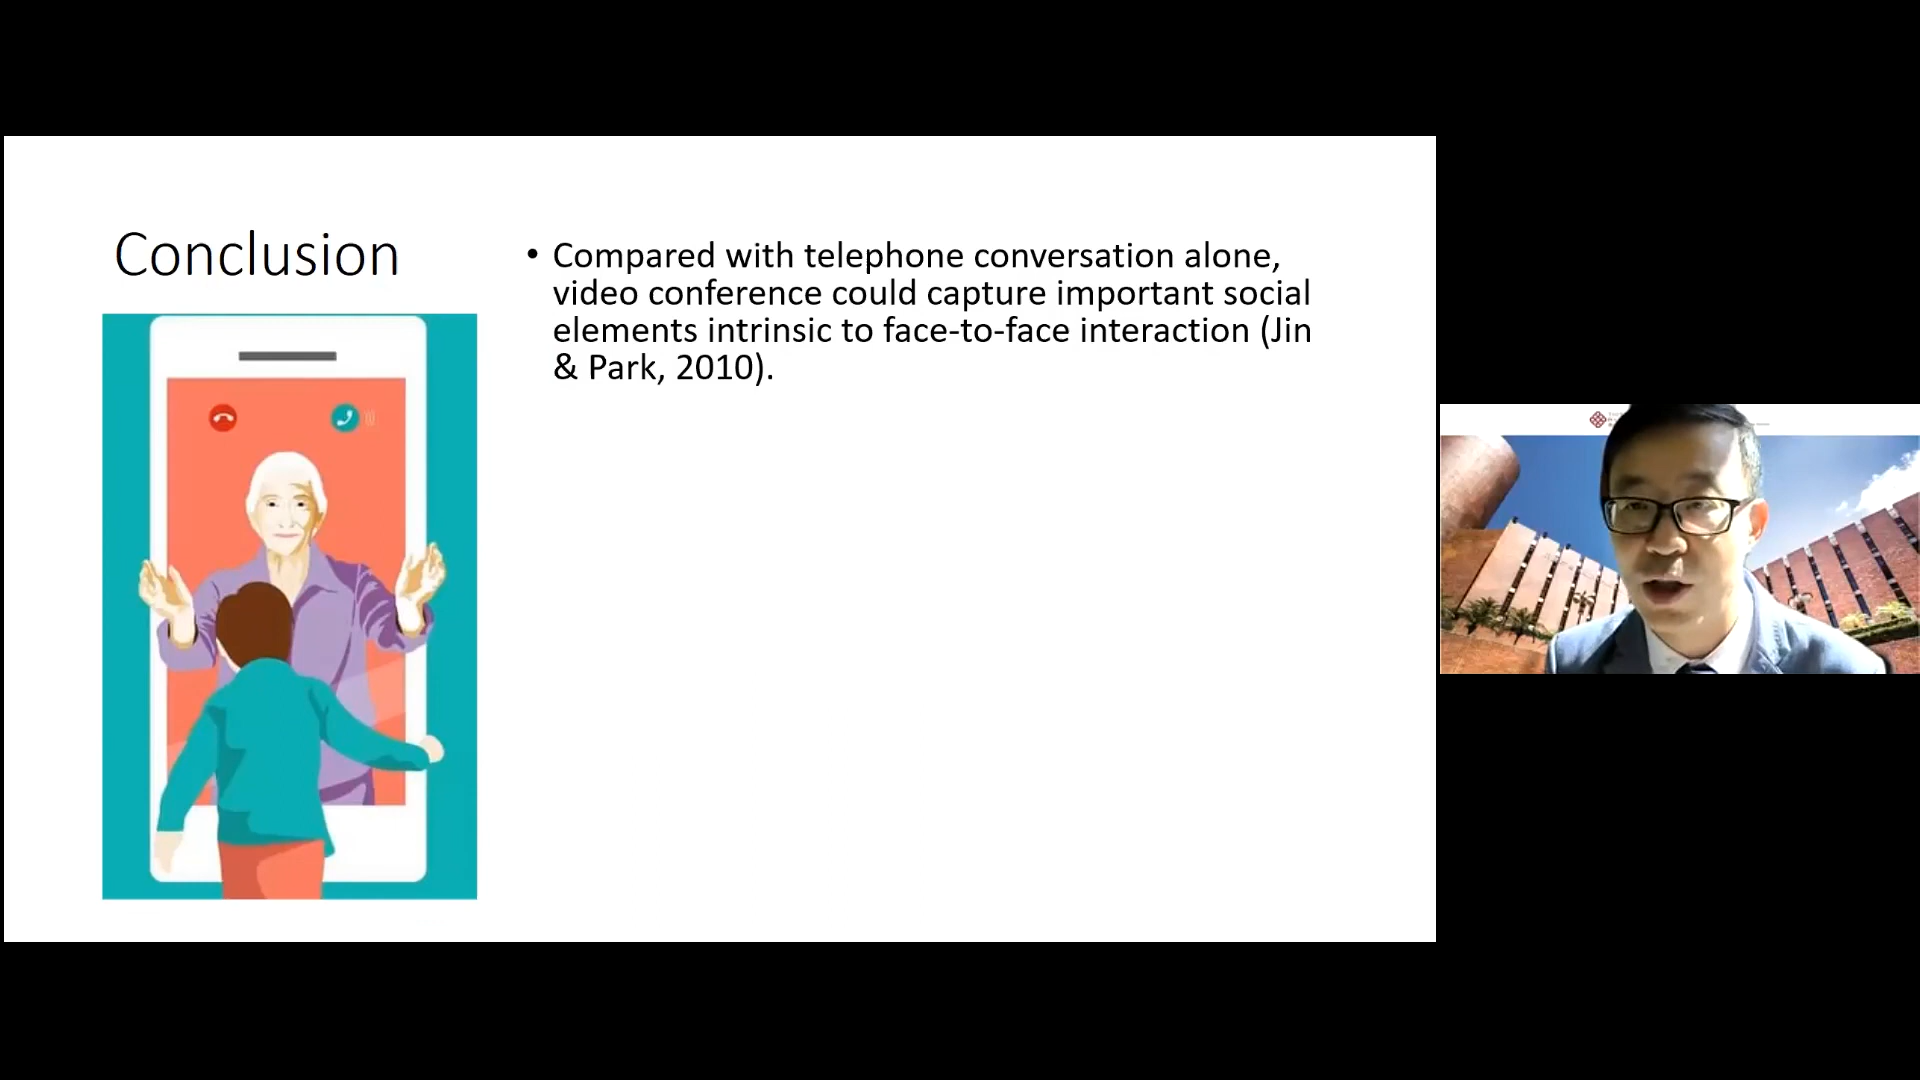 Conclusion
• Compared with telephone conversation alone,
video conference could capture important social
elements intrinsic to face-to-face interaction (Jin
& Park, 2010).